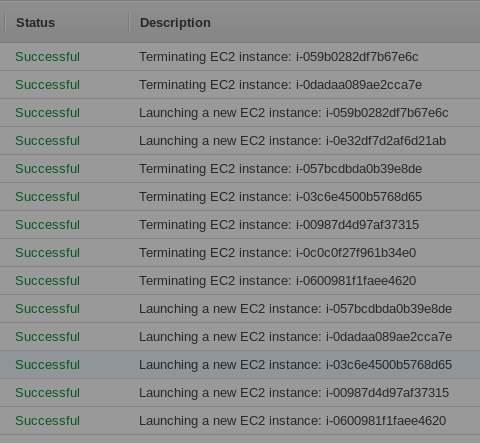 Status Description
Successful Terminating EC2 instance: i-059b0282df7b67e6c
Successful Terminating EC2 instance: i-0dadaa089ae2cca7e
Successful Launching a new EC2 instance: i-059b0282df7b67e6c
Successful Launching a new EC2 instance: i-0e32df7d2af6d21ab
Successful Terminating EC2 instance: i-057bcdbda0b39e8de
Successful Terminating EC2 instance: i-03c6e4500b5768d65
Successful Terminating EC2 instance: i-00987d4d97af37315
Successful Terminating EC2 instance: i-0c0c0f27f961b34e0
Successful Terminating EC2 instance: i-0600981f1faee4620
Successful Launching a new EC2 instance: i-057bcdbda0b39e8de
Successful Launching a new EC2 instance: i-0dadaa089ae2cca7e
Successful Launching a new EC2 instance: i-03c6e4500b5768d65
Successful Launching a new EC2 instance: i-00987d4d97af37315
Successful Launching a new EC2 instance: i-0600981f1faee4620